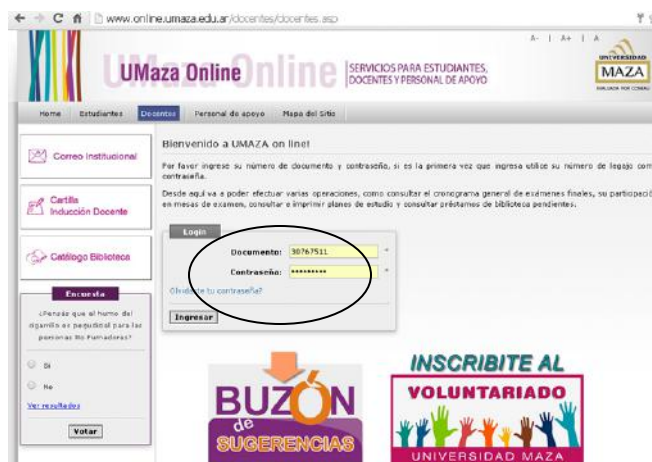 www.online.umaza.edu.ar/docentes/docentes.asp
A- | A+ | A
UMaza Online
SERVICIOS PARA ESTUDIANTES,
DOCENTES Y PERSONAL DE APOYO
UNIVERSIDAD
MAZA
Home Estudiantes Docentes Personal de apoyo Mapa del Sitio
Correo Institucional
Cartilla
Inducción Docente
Catálogo Biblioteca
Encuesta
¿Pensás que el humo del
cigarrillo es perjudicial para las
personas No Fumadoras?
Si
No
Ver resultados
Votar
Bienvenido a UMAZA on line!
Por favor ingrese su número de documento y contraseña, si es la primera vez que ingresa utilice su número de legajo com
contraseña.
Desde aquí va a poder efectuar varias operaciones, como consultar el cronograma general de exámenes finales, su participació
en mesas de examen, consultar e imprimir planes de estudio y consultar préstamos de biblioteca pendientes.
Login
Documento: 30767511 *
Contraseña: ********* *
Olvidaste tu contraseña?
Ingresar
BUZÓN
de
SUGERENCIAS
INSCRIBITE AL
VOLUNTARIADO
UNIVERSIDAD MAZA